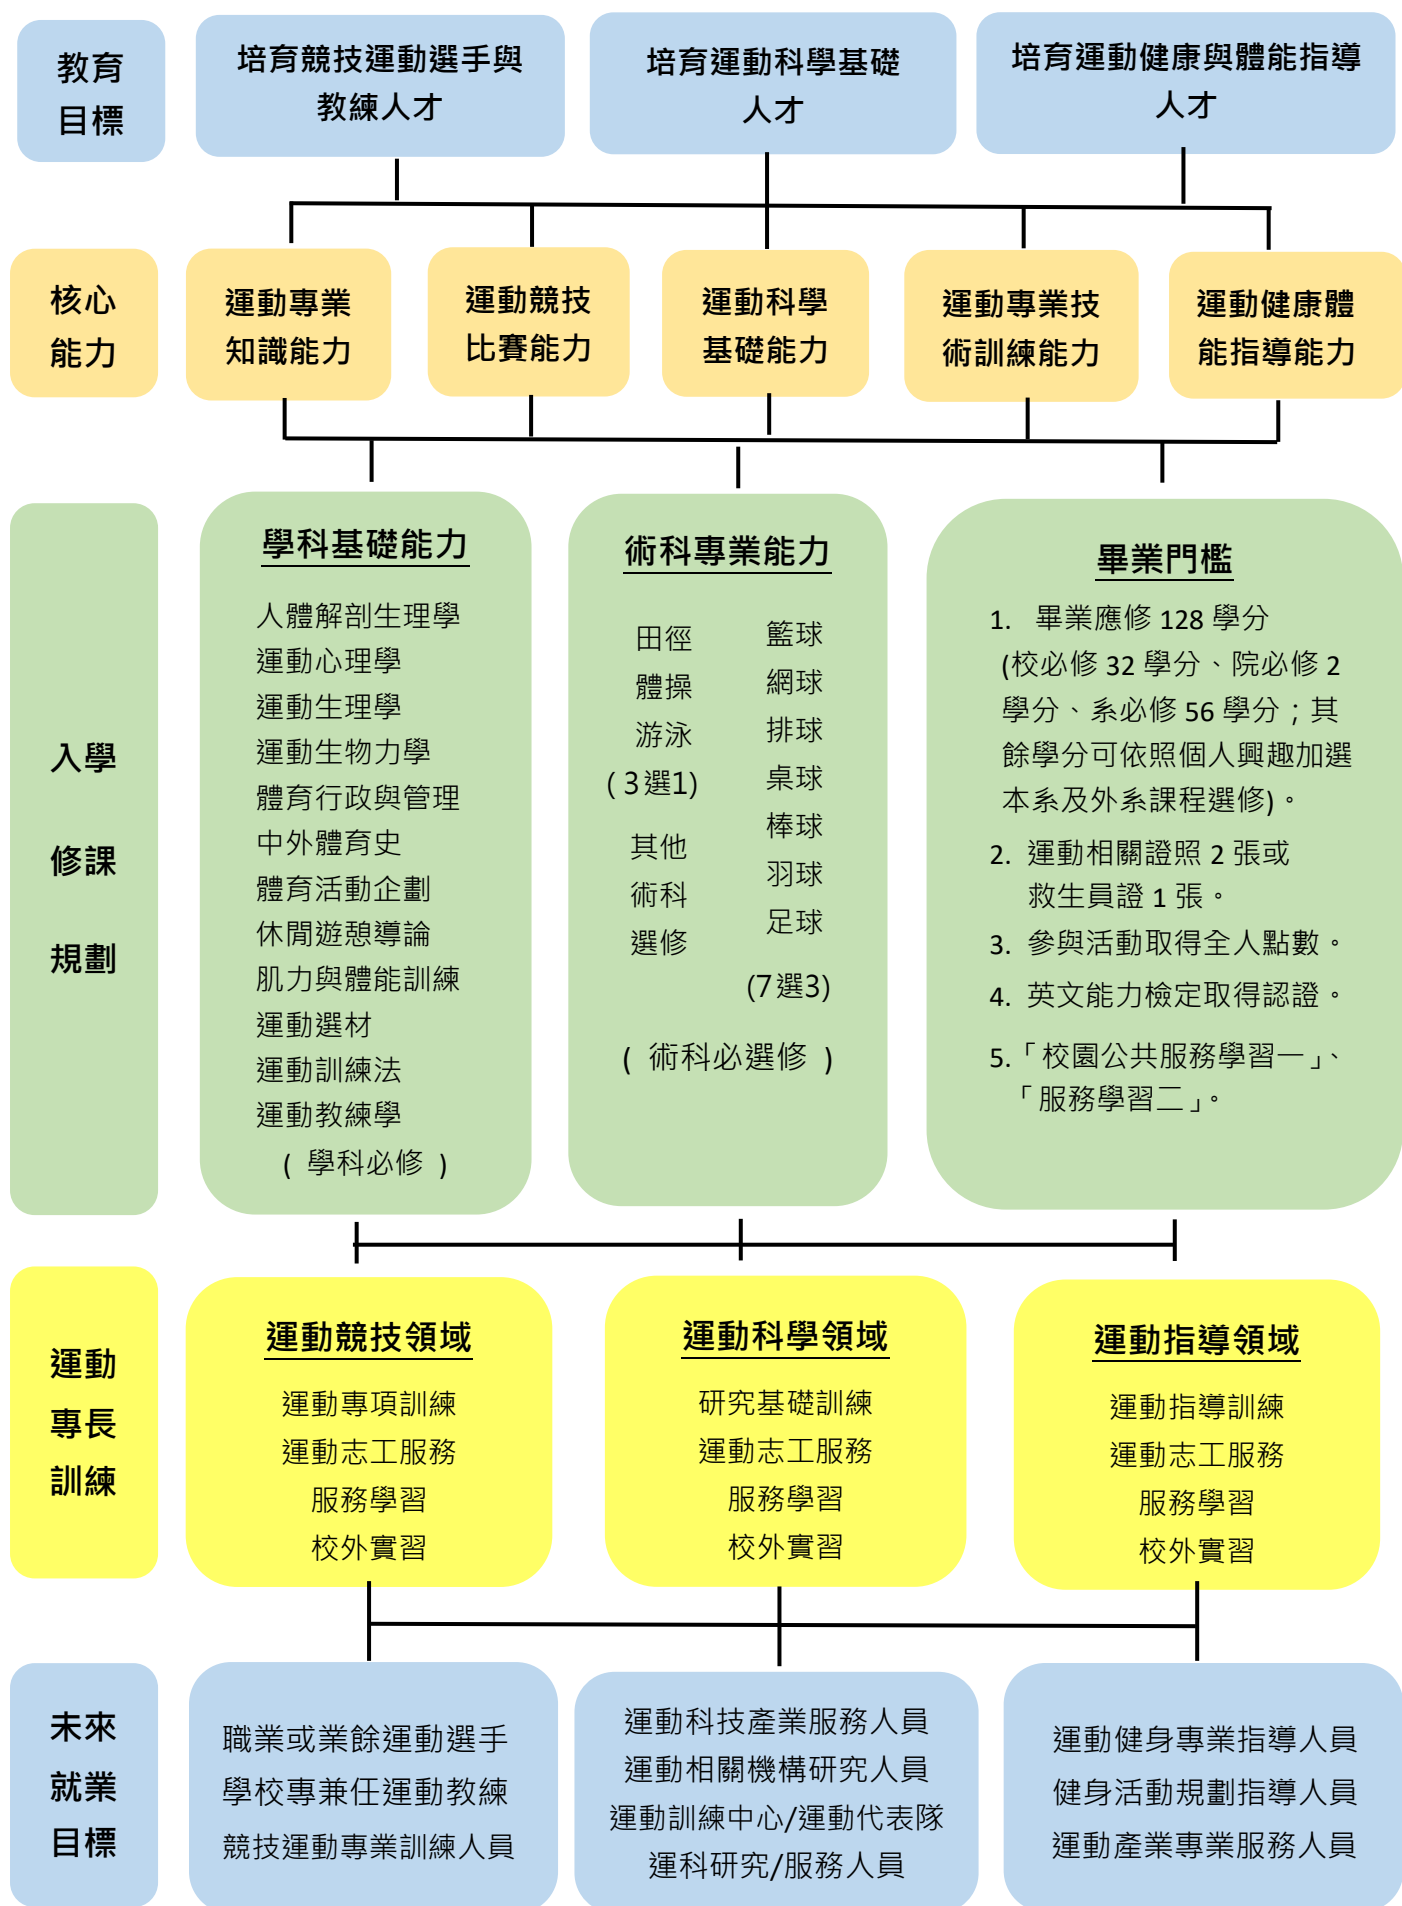 教育
目標
培育競技運動選手與
教練人才
培育運動科學基礎
人才
培育運動健康與體能指導
人才
核心
能力
運動專業
知識能力
運動競技
比賽能力
運動科學
基礎能力
運動專業技
術訓練能力
運動健康體
能指導能力
入學
修課
規劃
學科基礎能力
人體解剖生理學
運動心理學
運動生理學
運動生物力學
體育行政與管理
中外體育史
體育活動企劃
休閒遊憩導論
肌力與體能訓練
運動選材
運動訓練法
運動教練學
( 學科必修 )
術科專業能力
田徑
體操
游泳
( 3選1)
其他
術科
選修
籃球
網球
排球
桌球
棒球
羽球
足球
(7選3)
( 術科必選修 )
畢業門檻
1. 畢業應修 128 學分
(校必修 32 學分、院必修 2
學分、系必修 56 學分；其
餘學分可依照個人興趣加選
本系及外系課程選修)。
2. 運動相關證照 2 張或
救生員證 1 張。
3. 參與活動取得全人點數。
4. 英文能力檢定取得認證。
5.「校園公共服務學習一」、
「服務學習二」。
運動
專長
訓練
運動競技領域
運動專項訓練
運動志工服務
服務學習
校外實習
運動科學領域
研究基礎訓練
運動志工服務
服務學習
校外實習
運動指導領域
運動指導訓練
運動志工服務
服務學習
校外實習
未來
就業
目標
職業或業餘運動選手
學校專兼任運動教練
競技運動專業訓練人員
運動科技產業服務人員
運動相關機構研究人員
運動訓練中心/運動代表隊
運科研究/服務人員
運動健身專業指導人員
健身活動規劃指導人員
運動產業專業服務人員